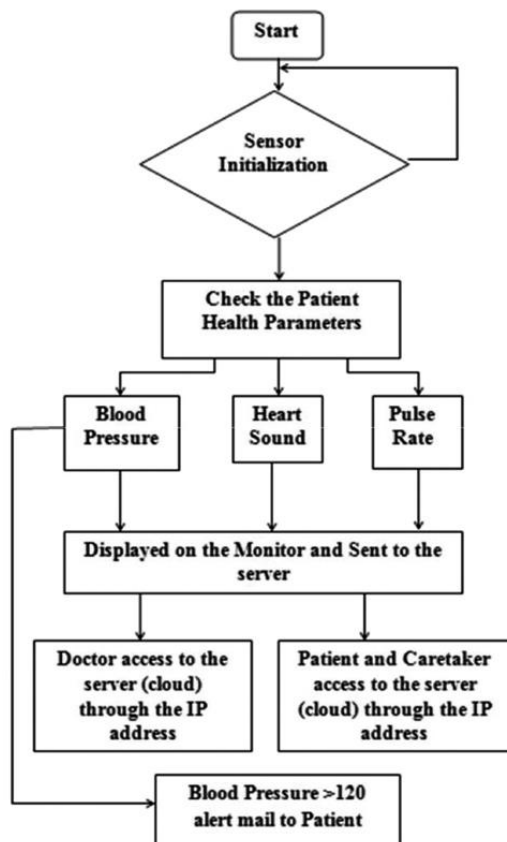 Start
Sensor
Initialization
Check the Patient
Health Parameters
Blood
Pressure
Heart
Sound
Pulse
Rate
Displayed on the Monitor and Sent to the
server
Doctor access to the
server (cloud)
through the IP
address
Patient and Caretaker
access to the server
(cloud) through the IP
address
Blood Pressure >120
alert mail to Patient